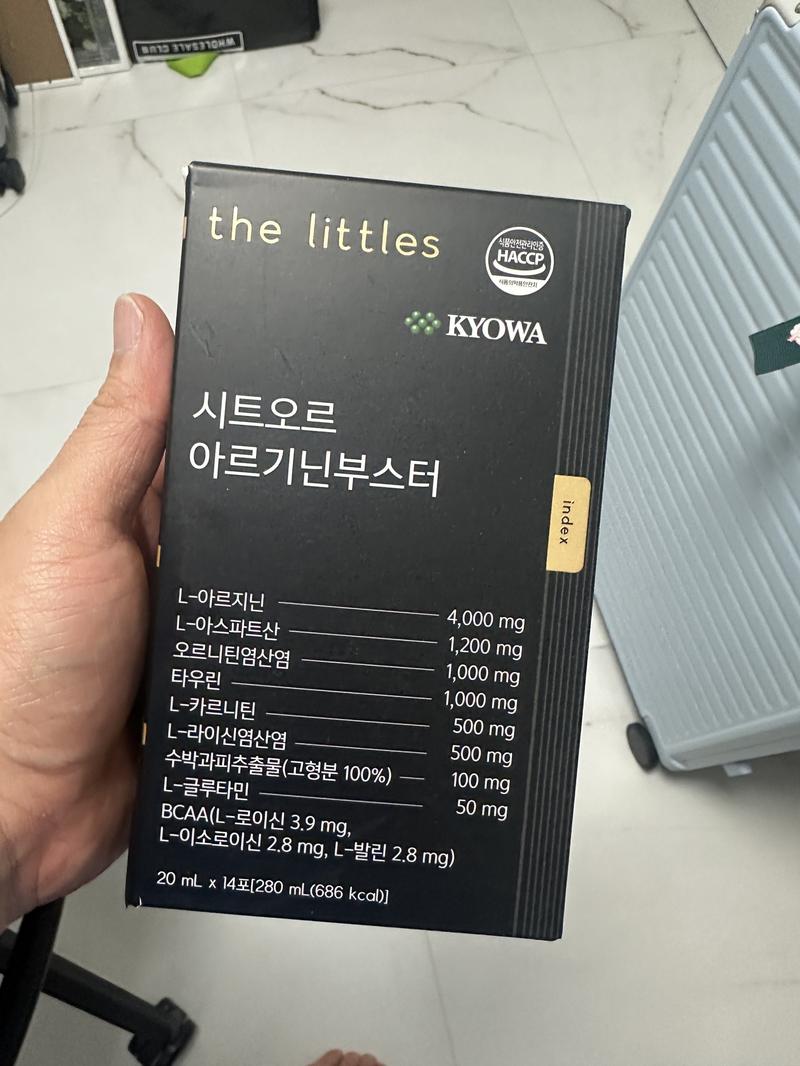 WHOLESALE CLUB
the littles
식품안전관리인증
HACCP
식품의약품안전처
KYOWA
시트오르
아르기닌부스터
index
L-아르지닌 4,000 mg
L-아스파트산 1,200 mg
오르니틴염산염 1,000 mg
타우린 1,000 mg
L-카르니틴 500 mg
L-라이신염산염 500 mg
수박과피추출물(고형분 100%) 100 mg
L-글루타민 50 mg
BCAA(L-로이신 3.9 mg,
L-이소로이신 2.8 mg, L-발린 2.8 mg)
20 mL x 14포[280 mL(686 kcal)]